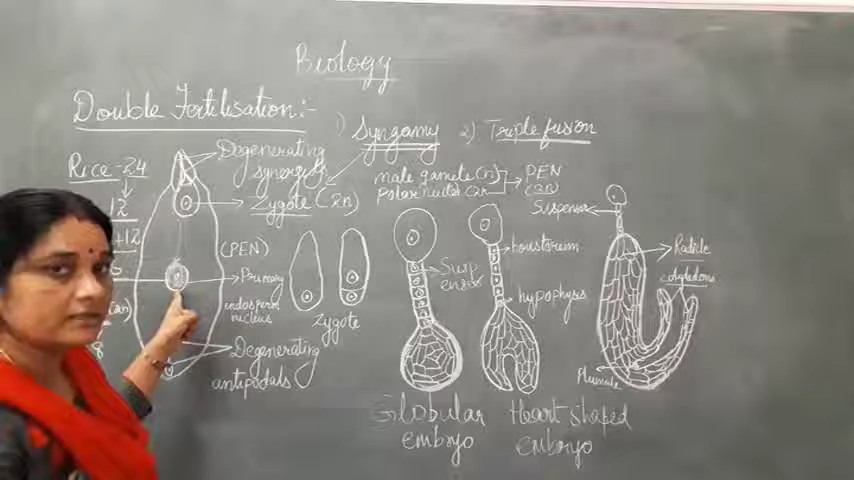 Biology
Double Fertilisation:-
1) Syngamy 2) Triple fusion
Rice - 24
12
+12
Degenerating
synergids
Zygote (2n)
male gamete (n)
Polar nuclei (2n)
PEN
(3n)
(PEN)
Primary
endosperm
nucleus
Degenerating
antipodals
Zygote
Suspensor
Globular
embryo
haustorium
hypophysis
Heart shaped
embryo
Suspensor
Radicle
cotyledons
Plumule